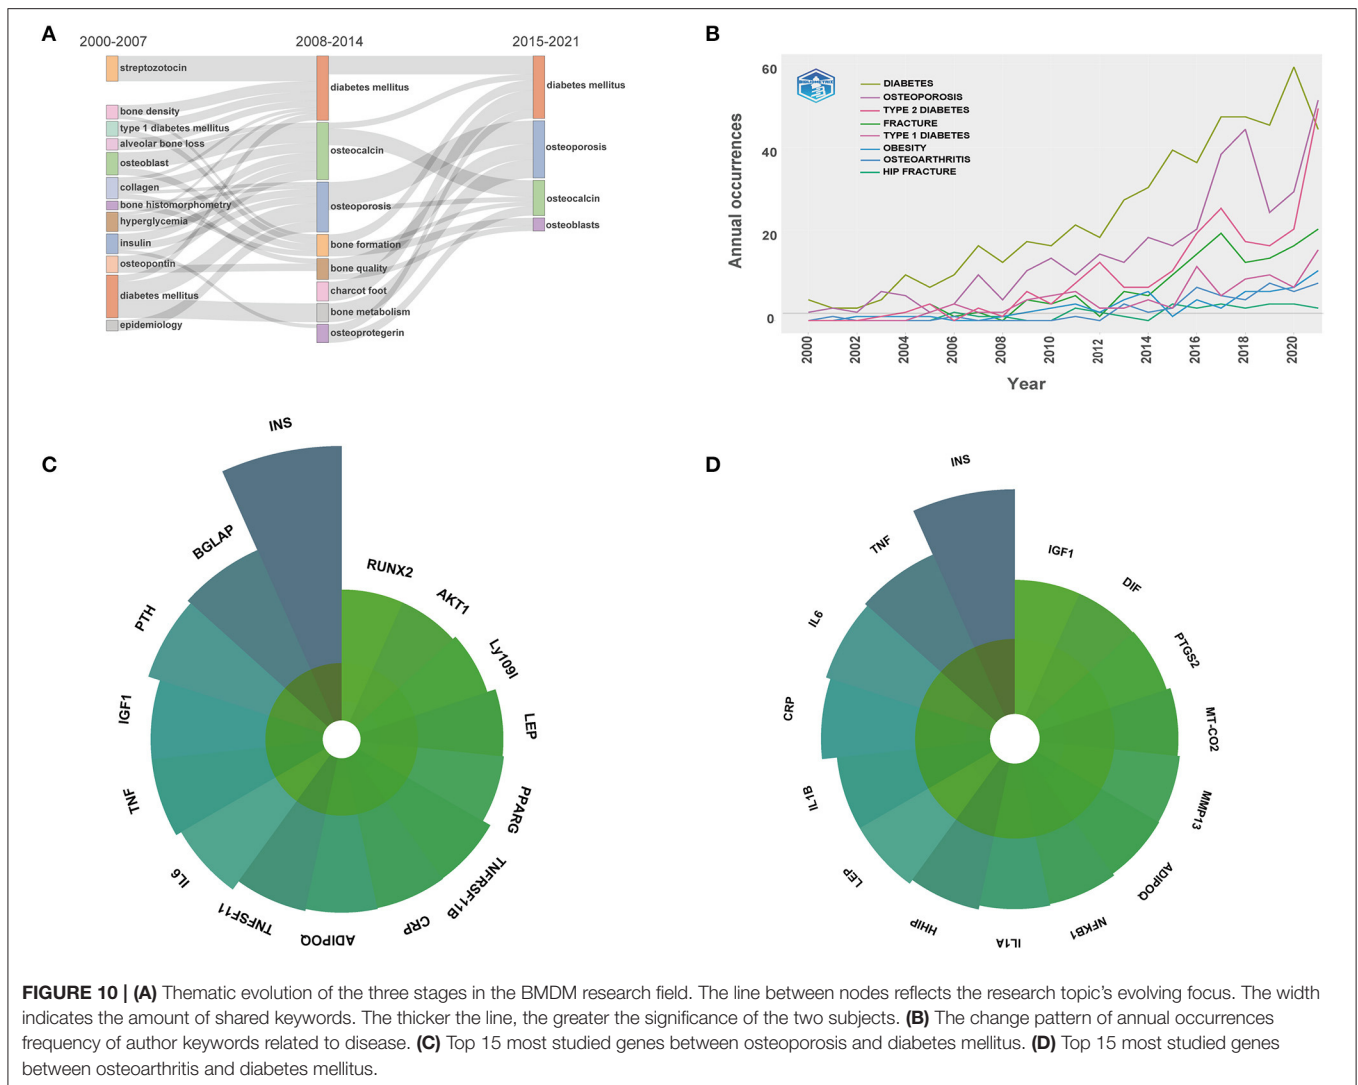 A
2000-2007
2008-2014
2015-2021
streptozotocin
bone density
type 1 diabetes mellitus
alveolar bone loss
osteoblast
collagen
bone histomorphometry
hyperglycemia
insulin
osteopontin
diabetes mellitus
epidemiology
diabetes mellitus
osteocalcin
osteoporosis
bone formation
bone quality
charcot foot
bone metabolism
osteoprotegerin
diabetes mellitus
osteoporosis
osteocalcin
osteoblasts
B
BIBLIOMETRIX
DIABETES
OSTEOPOROSIS
TYPE 2 DIABETES
FRACTURE
TYPE 1 DIABETES
OBESITY
OSTEOARTHRITIS
HIP FRACTURE
Annual occurrences
60
40
20
0
2000
2002
2004
2006
2008
2010
2012
2014
2016
2018
2020
Year
C
INS
BGLAP
PTH
IGF1
TNF
IL6
TNFSF11
ADIPOQ
CRP
TNFRSF11B
PPARG
LEP
Ly109l
AKT1
RUNX2
D
INS
TNF
IL6
CRP
IL1B
LEP
HHIP
IL1A
NFKB1
ADIPOQ
MMP13
MT-CO2
PTGS2
DIF
IGF1
FIGURE 10 | (A) Thematic evolution of the three stages in the BMDM research field. The line between nodes reflects the research topic's evolving focus. The width
indicates the amount of shared keywords. The thicker the line, the greater the significance of the two subjects. (B) The change pattern of annual occurrences
frequency of author keywords related to disease. (C) Top 15 most studied genes between osteoporosis and diabetes mellitus. (D) Top 15 most studied genes
between osteoarthritis and diabetes mellitus.